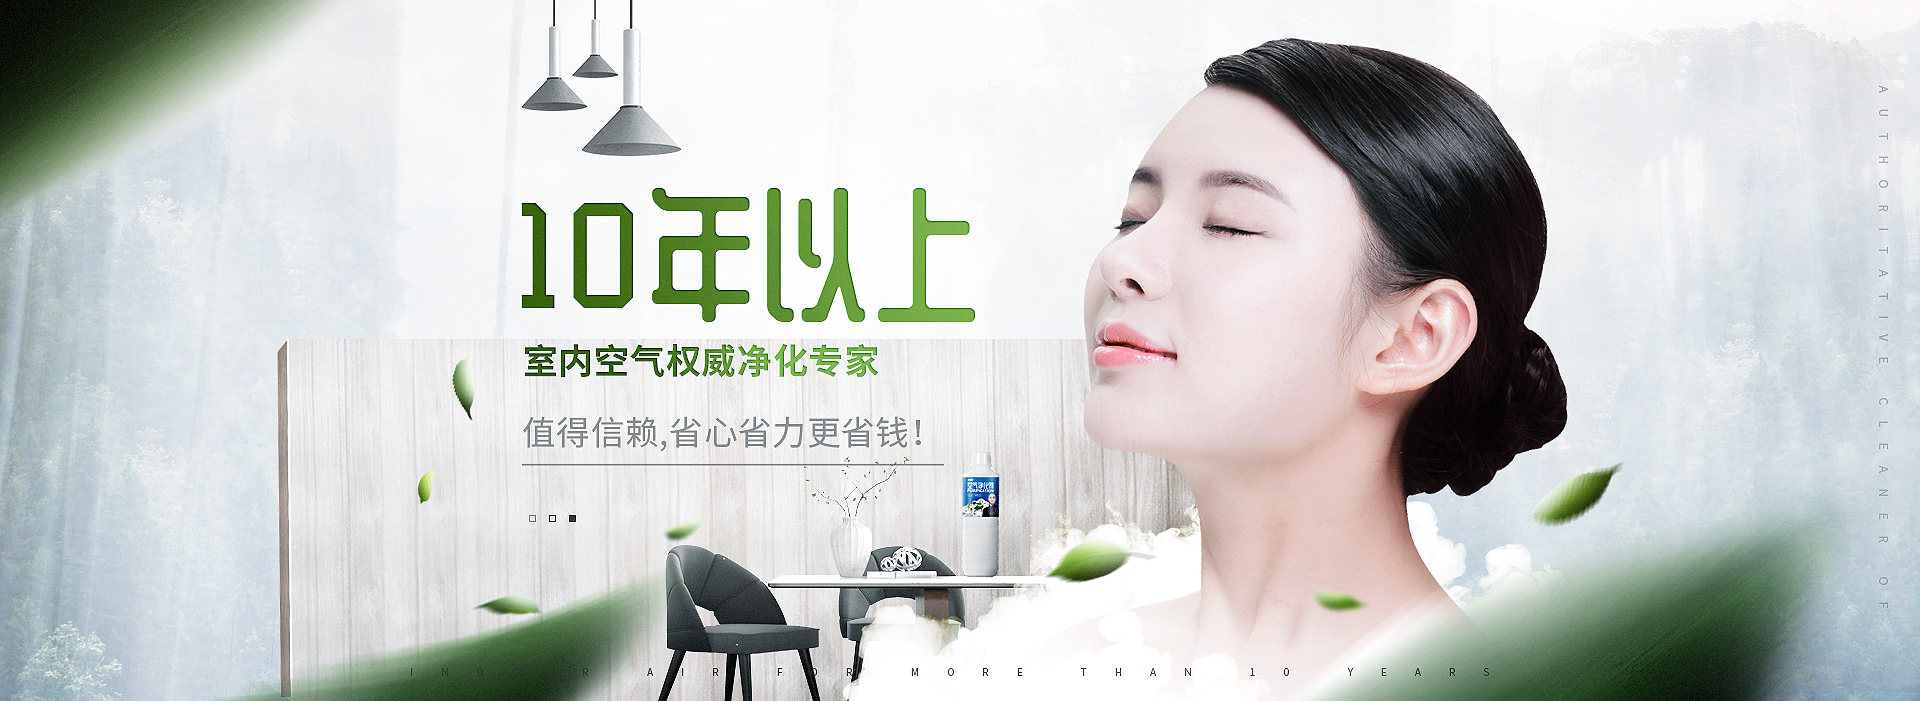 10年以上
室内空气权威净化专家
值得信赖,省心省力更省钱!
PURIFICATION
AUTHORITATIVE CLEANER OF
INDOOR AIR FOR MORE THAN 10 YEARS